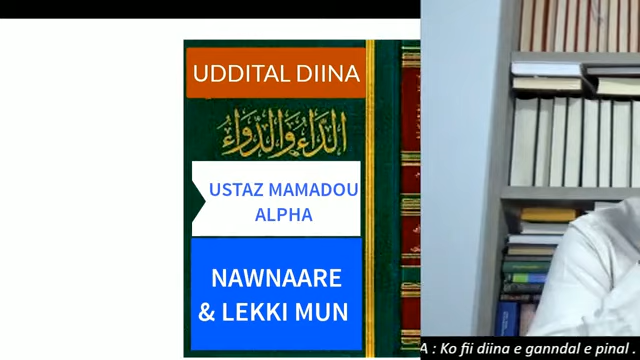 UDDITAL DIINA
الداء والدواء
USTAZ MAMADOU
ALPHA
NAWNAARE
& LEKKI MUN
A : Ko fii diina e ganndal e pinal .